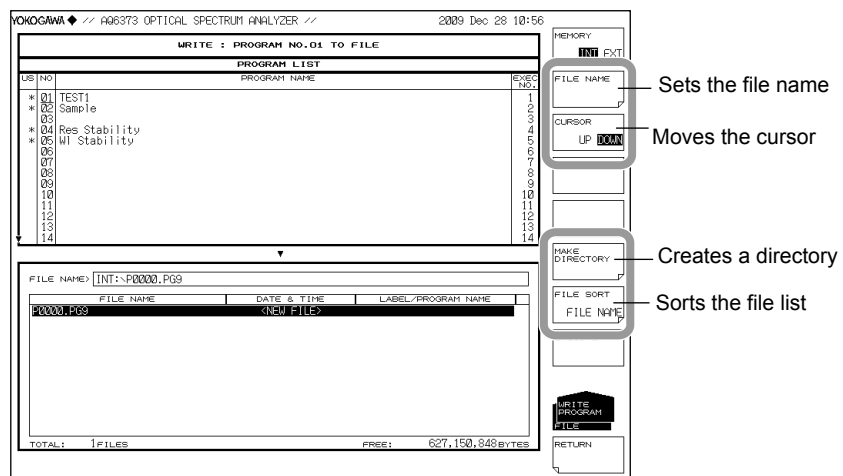 YOKOGAWA ◆ // AQ6373 OPTICAL SPECTRUM ANALYZER // 2009 Dec 28 10:56
WRITE : PROGRAM NO.01 TO FILE
PROGRAM LIST
US NO PROGRAM NAME EXEC NO.
* 01 TEST1 1
* 02 Sample 2
03 3
* 04 Res Stability 4
* 05 Wl Stability 5
06 6
07 7
08 8
09 9
10 10
11 11
12 12
13 13
14 14
FILE NAME> INT:\P0000.PG9
FILE NAME DATE & TIME LABEL/PROGRAM NAME
P0000.PG9 <NEW FILE>
TOTAL: 1FILES FREE: 627,150,848BYTES
MEMORY
INT EXT
FILE NAME
CURSOR
UP DOWN
MAKE
DIRECTORY
FILE SORT
FILE NAME
WRITE
PROGRAM
FILE
RETURN
Sets the file name
Moves the cursor
Creates a directory
Sorts the file list